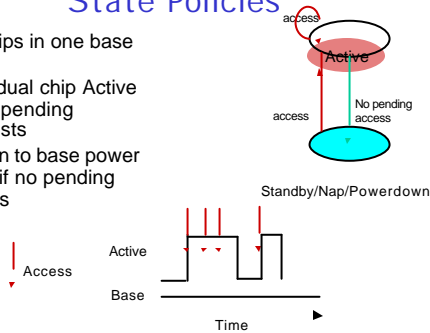 State Policies
ips in one base
dual chip Active
pending
sts
n to base power
if no pending
s
access
Active
access
No pending
access
Standby/Nap/Powerdown
Access
Active
Base
Time